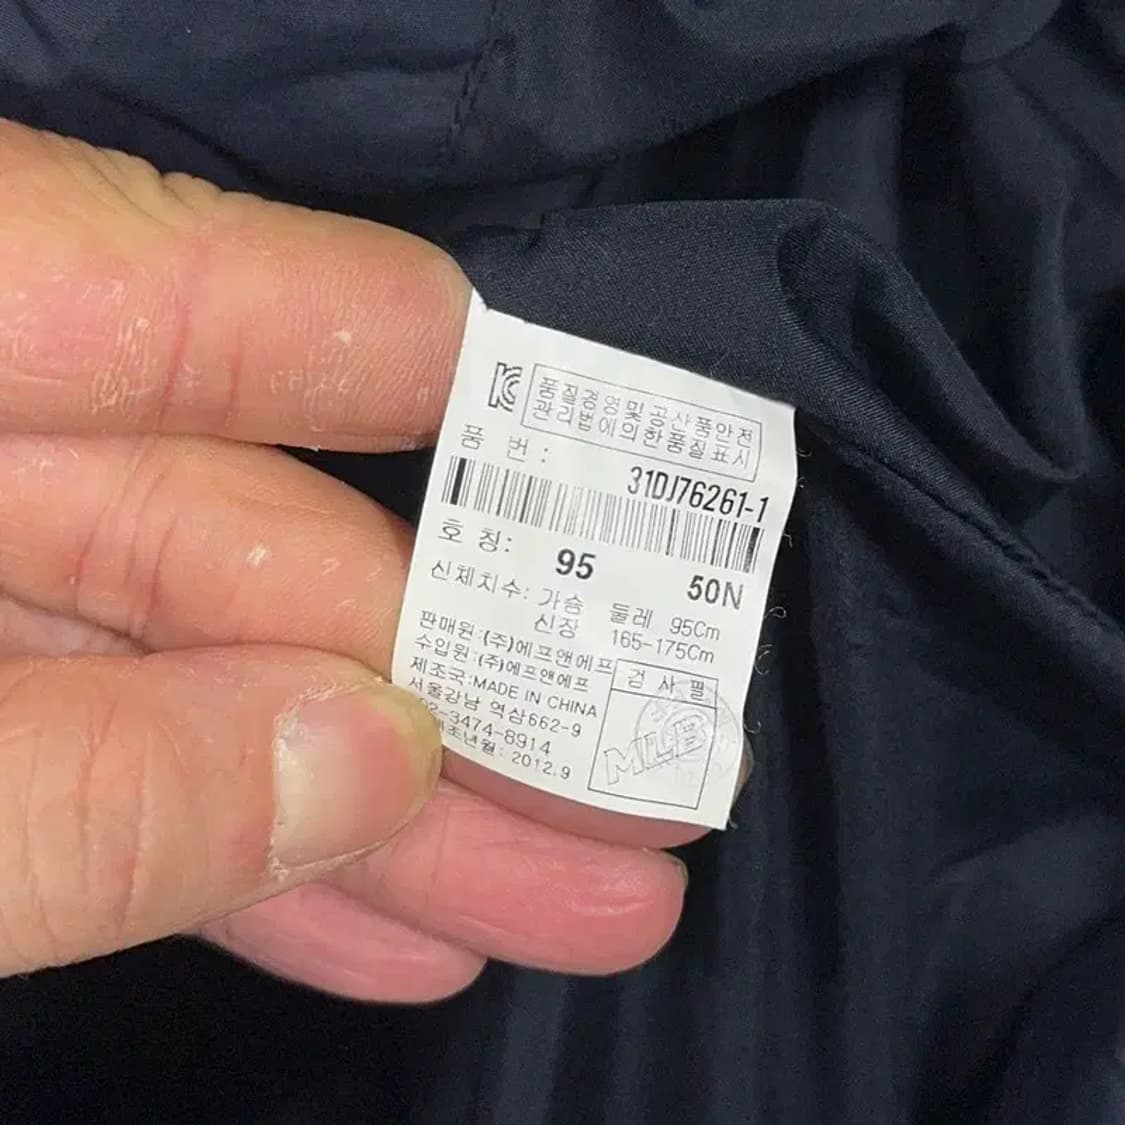 품질경영및공산품안전
관리법에의한품질표시
품 번 :
31DJ76261-1
호 칭: 95 50N
신체치수: 가슴 둘레 95Cm
신장 165-175Cm
판매원:(주)에프앤에프
수입원:(주)에프앤에프
제조국:MADE IN CHINA
서울강남 역삼662-9
02-3474-8914
제조년월: 2012.9
검 사 필
MLB